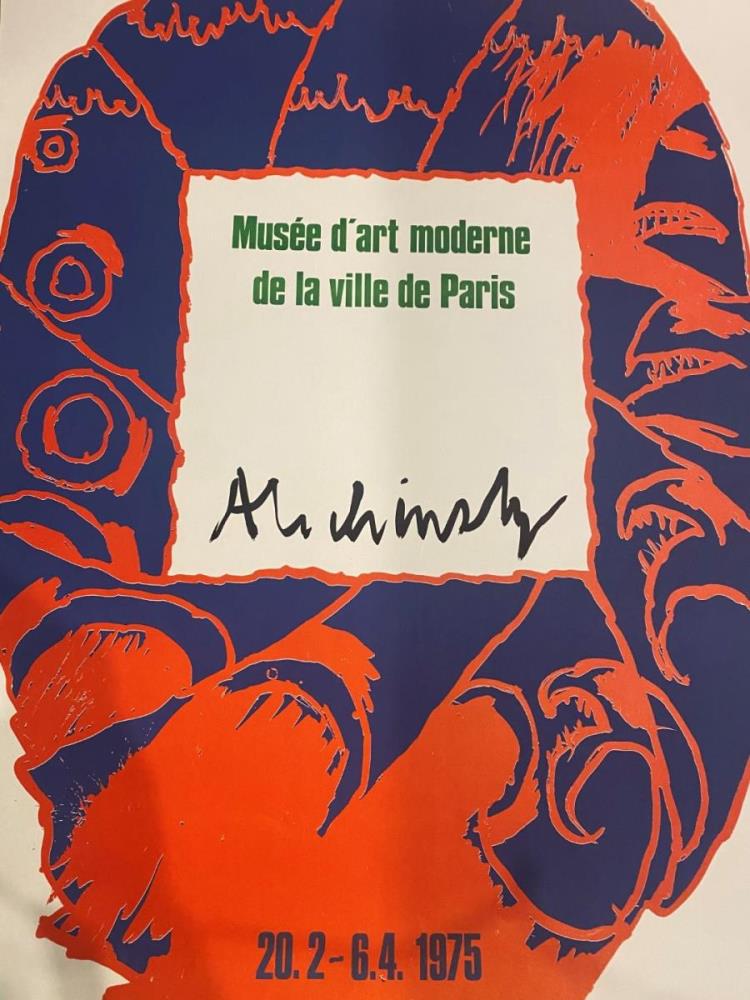 Musée d'art moderne
de la ville de Paris
Alechinsky
20.2-6.4. 1975